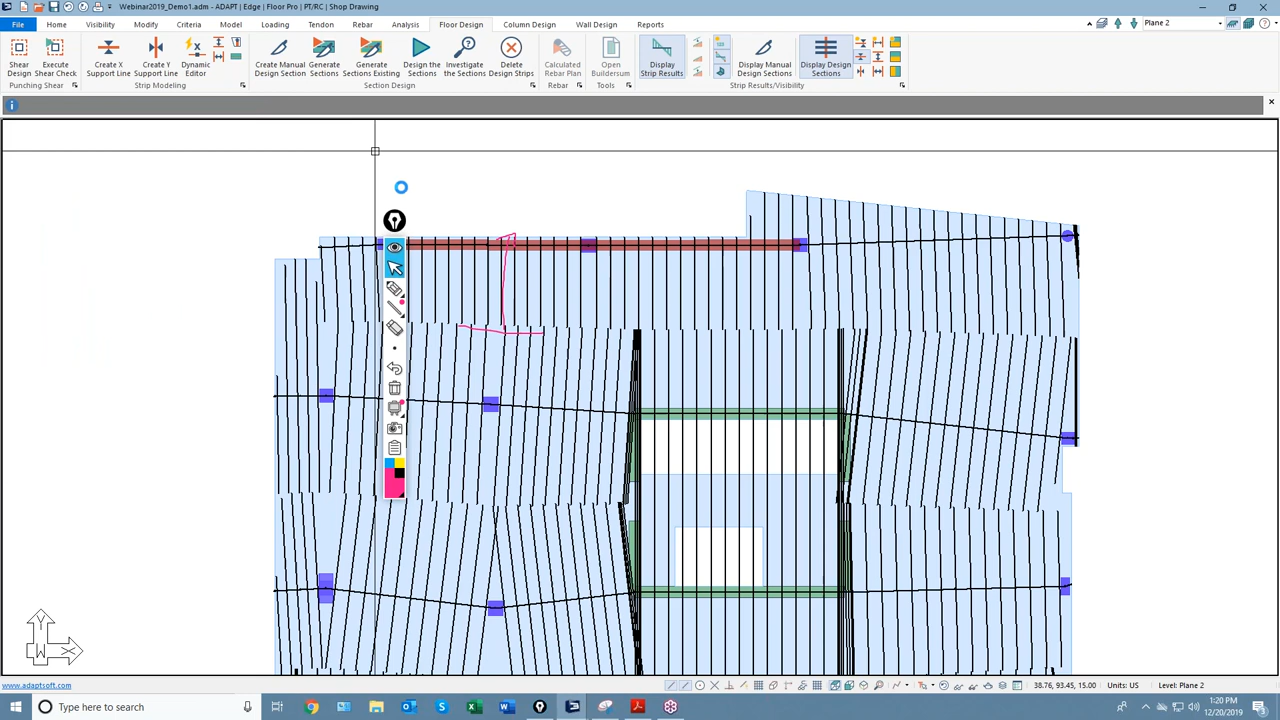 Webinar2019_Demo1.adm - ADAPT | Edge | Floor Pro | PT/RC | Shop Drawing
File Home Visibility Modify Criteria Model Loading Tendon Rebar Analysis Floor Design Column Design Wall Design Reports Plane 2
Shear Design
Execute Shear Check
Create X Support Line
Create Y Support Line
Dynamic Editor
Create Manual Design Section
Generate Sections
Generate Sections Existing
Design the Sections
Investigate the Sections
Delete Design Strips
Calculated Rebar Plan
Open Buildersum
Display Strip Results
Display Manual Design Sections
Display Design Sections
Punching Shear Strip Modeling Section Design Rebar Tools Strip Results/Visibility
Y
W
X
www.adaptsoft.com 38.76, 93.45, 15.00 Units: US Level: Plane 2
Type here to search
1:20 PM
12/20/2019
3